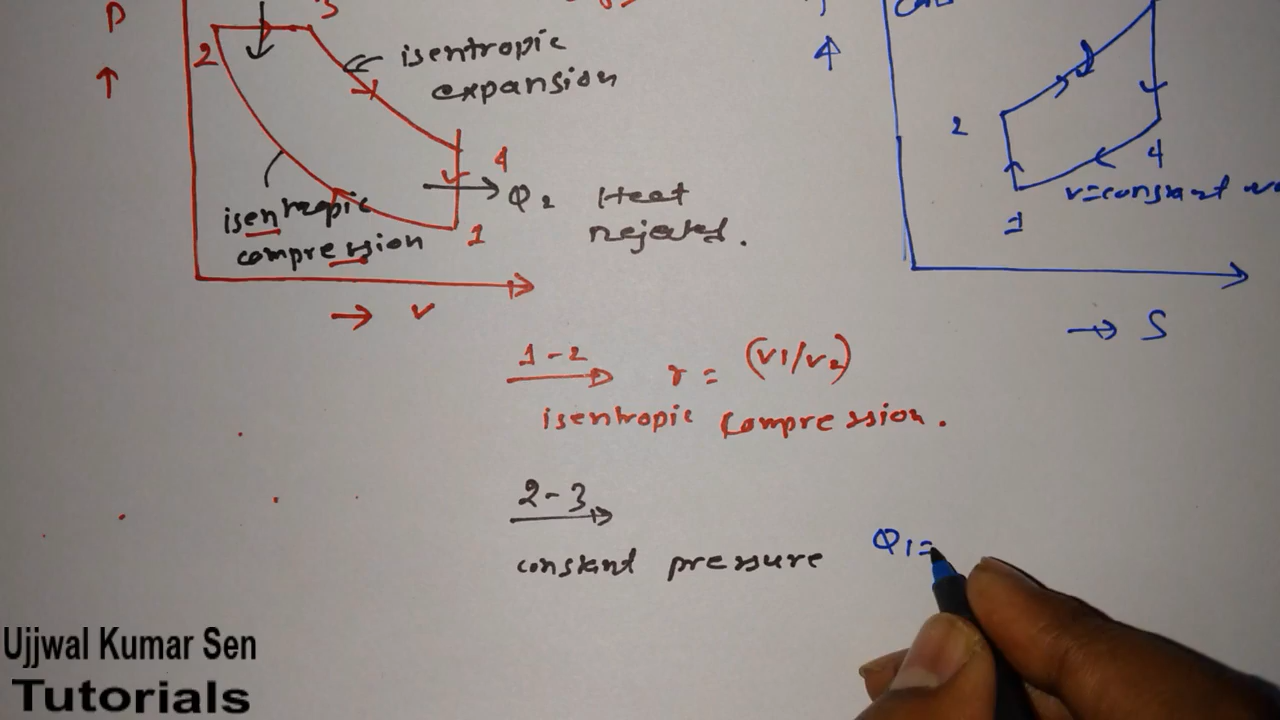 P
2
3
isentropic
expansion
4
Q2 Heat
rejected.
isentropic
compression
1
v
2
4
v=constant
1
S
1-2
r = (v1/v2)
isentropic compression.
2-3
constant pressure Q1=
Ujjwal Kumar Sen
Tutorials